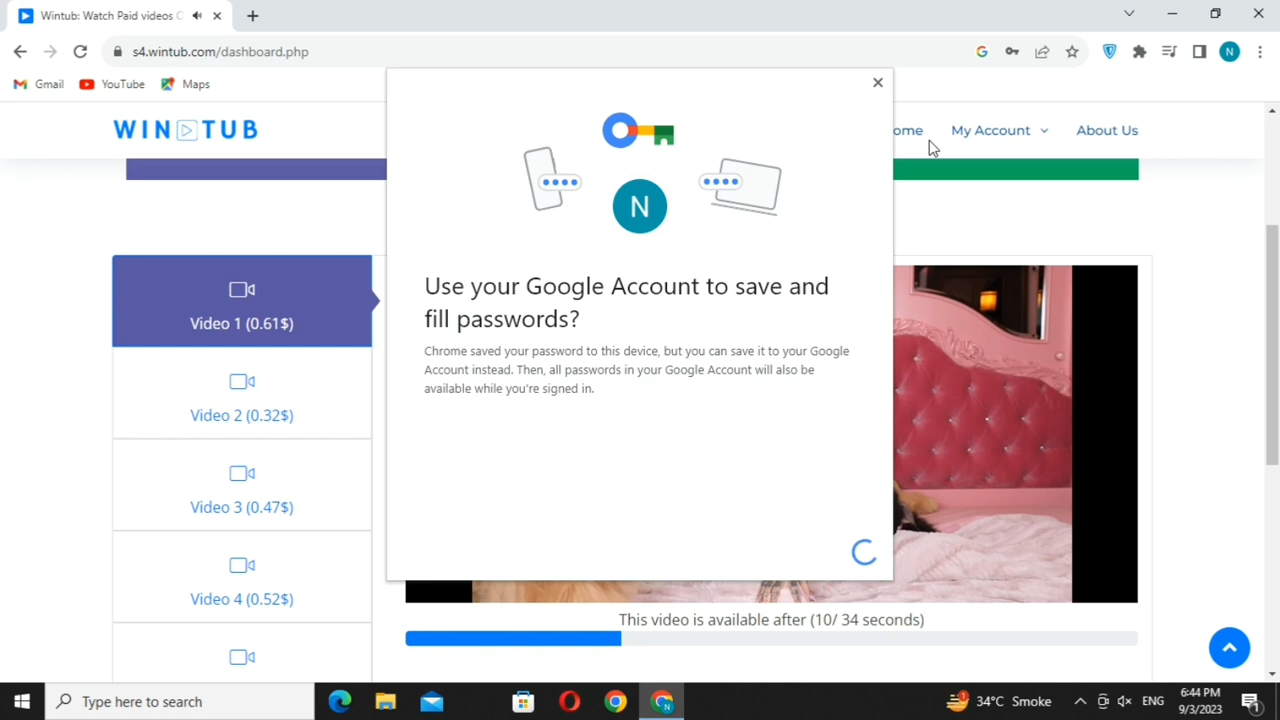 Wintub: Watch Paid videos C
s4.wintub.com/dashboard.php
N
Gmail
YouTube
Maps
WIN TUB
ome
My Account
About Us
N
Use your Google Account to save and
fill passwords?
Chrome saved your password to this device, but you can save it to your Google
Account instead. Then, all passwords in your Google Account will also be
available while you're signed in.
Video 1 (0.61$)
Video 2 (0.32$)
Video 3 (0.47$)
Video 4 (0.52$)
This video is available after (10/ 34 seconds)
Type here to search
N
1
34°C Smoke
ENG
6:44 PM
9/3/2023
1